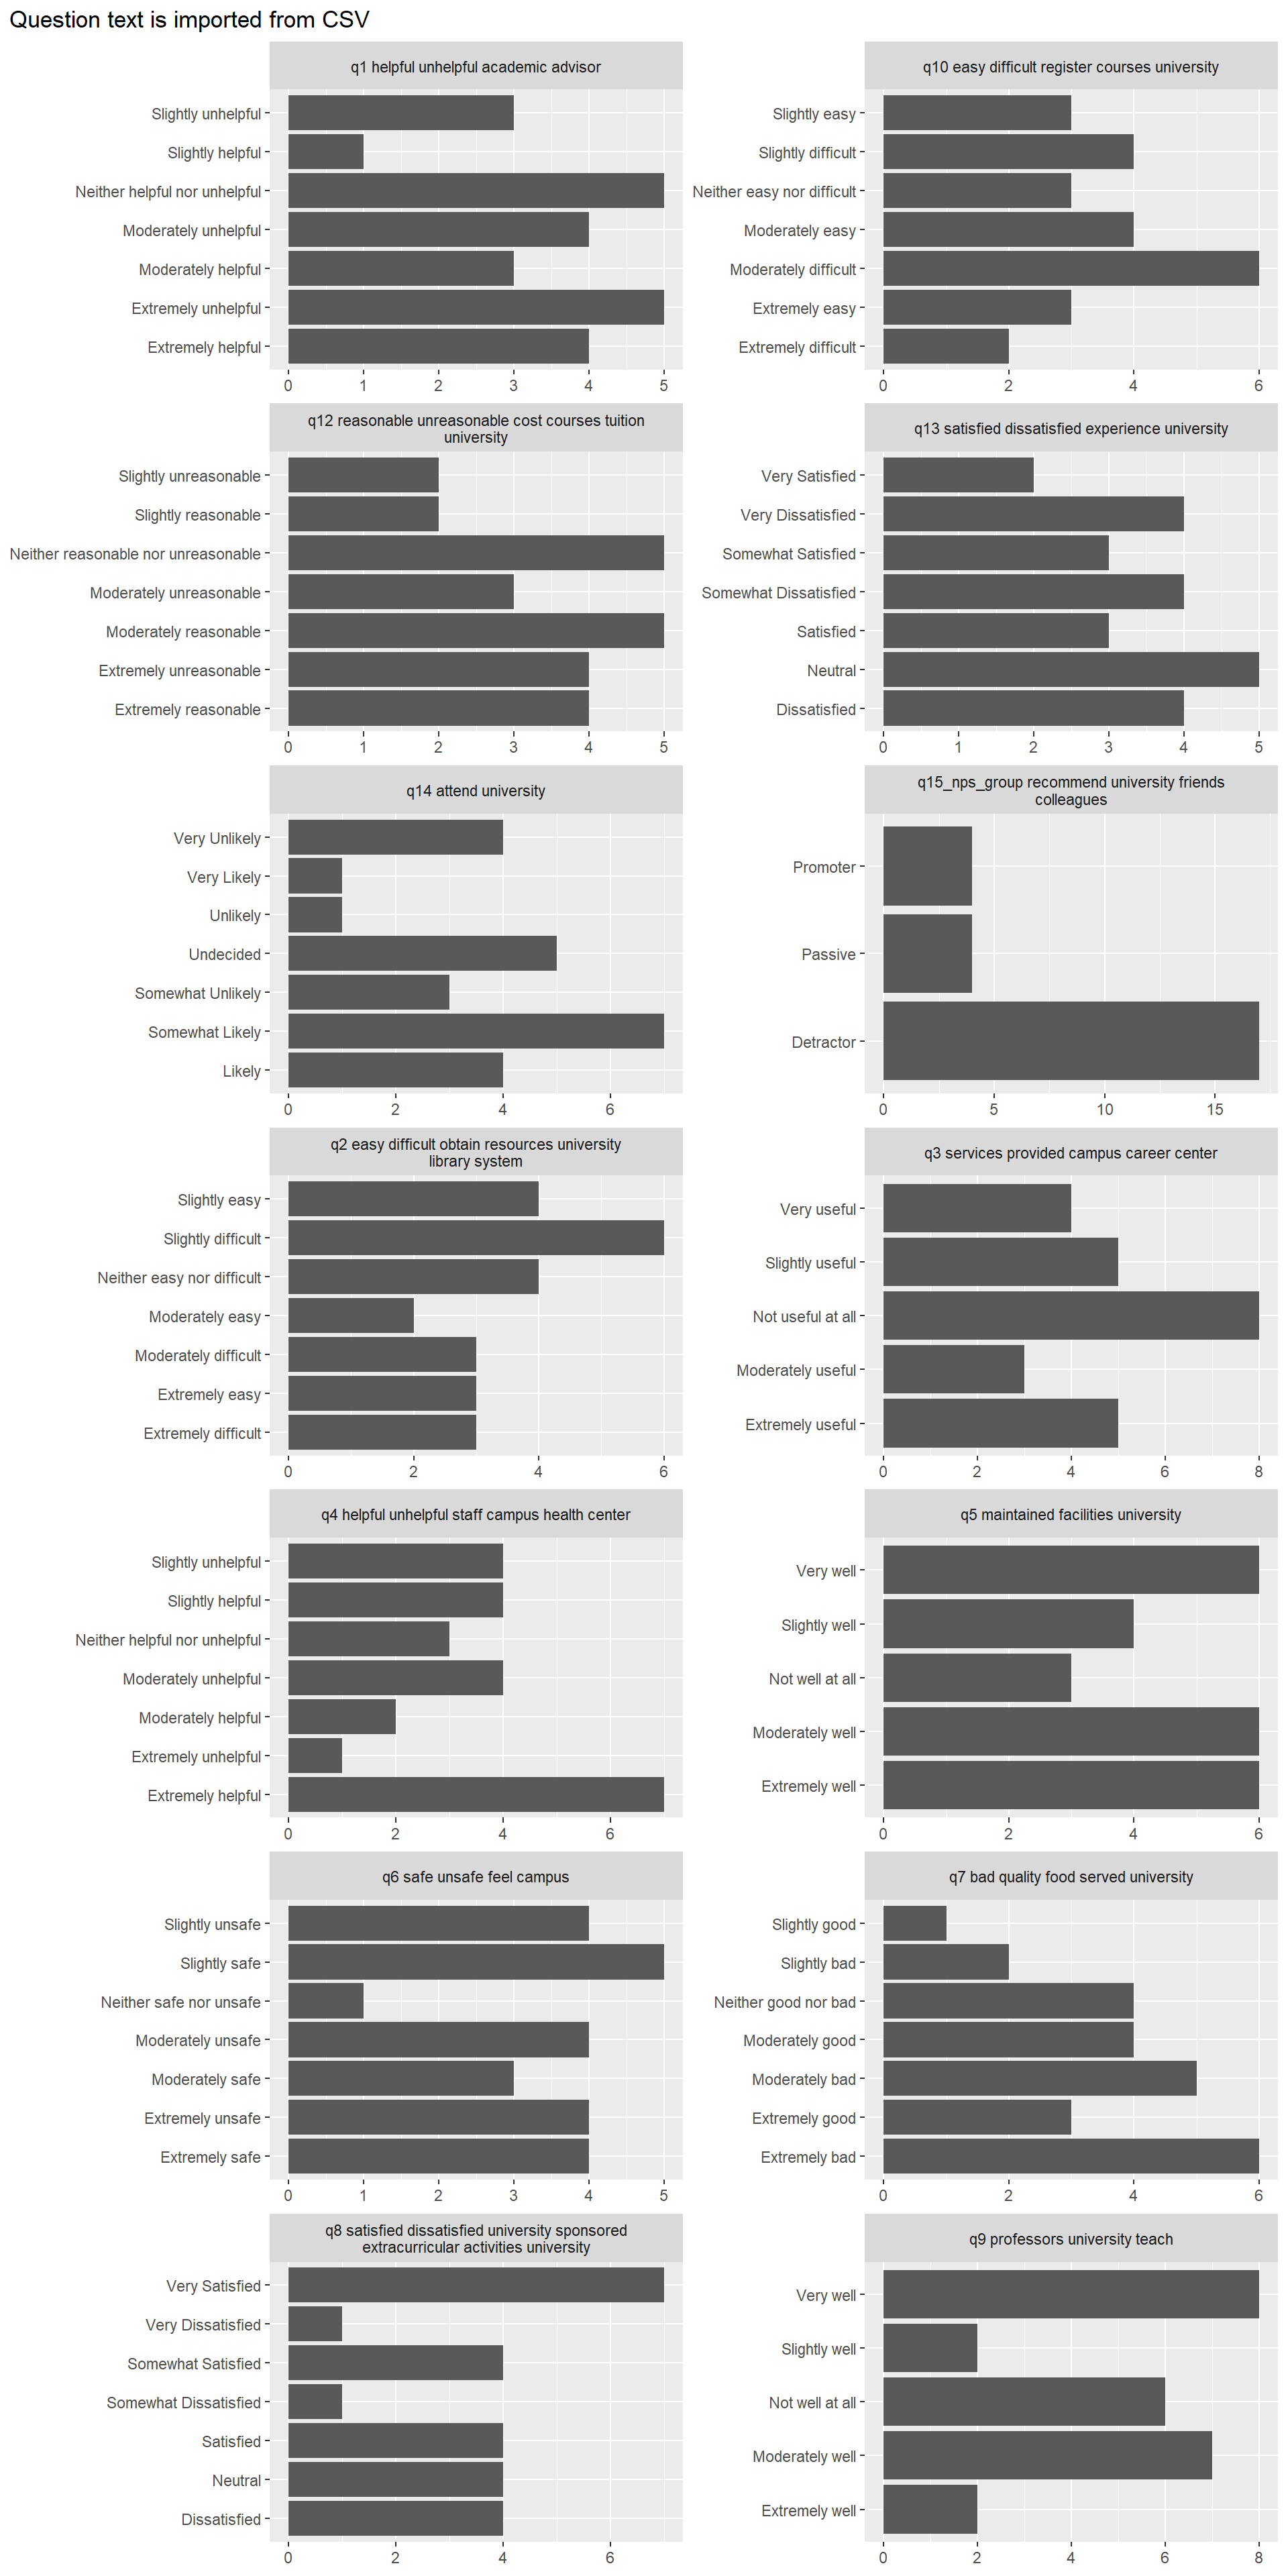 Question text is imported from CSV
q1 helpful unhelpful academic advisor
Slightly unhelpful
Slightly helpful
Neither helpful nor unhelpful
Moderately unhelpful
Moderately helpful
Extremely unhelpful
Extremely helpful
0 1 2 3 4 5
q10 easy difficult register courses university
Slightly easy
Slightly difficult
Neither easy nor difficult
Moderately easy
Moderately difficult
Extremely easy
Extremely difficult
0 2 4 6
q12 reasonable unreasonable cost courses tuition
university
Slightly unreasonable
Slightly reasonable
Neither reasonable nor unreasonable
Moderately unreasonable
Moderately reasonable
Extremely unreasonable
Extremely reasonable
0 1 2 3 4 5
q13 satisfied dissatisfied experience university
Very Satisfied
Very Dissatisfied
Somewhat Satisfied
Somewhat Dissatisfied
Satisfied
Neutral
Dissatisfied
0 1 2 3 4 5
q14 attend university
Very Unlikely
Very Likely
Unlikely
Undecided
Somewhat Unlikely
Somewhat Likely
Likely
0 2 4 6
q15_nps_group recommend university friends
colleagues
Promoter
Passive
Detractor
0 5 10 15
q2 easy difficult obtain resources university
library system
Slightly easy
Slightly difficult
Neither easy nor difficult
Moderately easy
Moderately difficult
Extremely easy
Extremely difficult
0 2 4 6
q3 services provided campus career center
Very useful
Slightly useful
Not useful at all
Moderately useful
Extremely useful
0 2 4 6 8
q4 helpful unhelpful staff campus health center
Slightly unhelpful
Slightly helpful
Neither helpful nor unhelpful
Moderately unhelpful
Moderately helpful
Extremely unhelpful
Extremely helpful
0 2 4 6
q5 maintained facilities university
Very well
Slightly well
Not well at all
Moderately well
Extremely well
0 2 4 6
q6 safe unsafe feel campus
Slightly unsafe
Slightly safe
Neither safe nor unsafe
Moderately unsafe
Moderately safe
Extremely unsafe
Extremely safe
0 1 2 3 4 5
q7 bad quality food served university
Slightly good
Slightly bad
Neither good nor bad
Moderately good
Moderately bad
Extremely good
Extremely bad
0 2 4 6
q8 satisfied dissatisfied university sponsored
extracurricular activities university
Very Satisfied
Very Dissatisfied
Somewhat Satisfied
Somewhat Dissatisfied
Satisfied
Neutral
Dissatisfied
0 2 4 6
q9 professors university teach
Very well
Slightly well
Not well at all
Moderately well
Extremely well
0 2 4 6 8